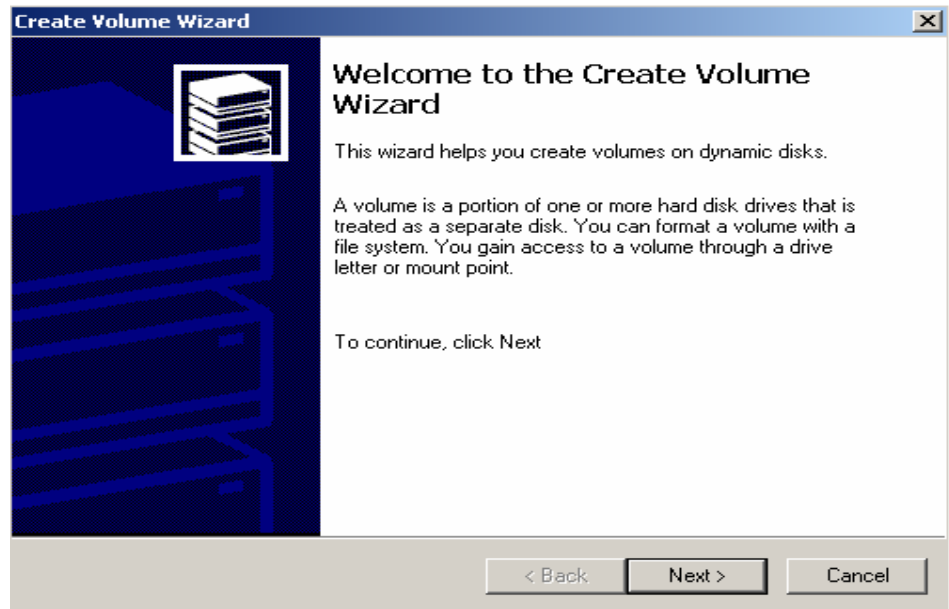 Create Volume Wizard
Welcome to the Create Volume
Wizard
This wizard helps you create volumes on dynamic disks.
A volume is a portion of one or more hard disk drives that is
treated as a separate disk. You can format a volume with a
file system. You gain access to a volume through a drive
letter or mount point.
To continue, click Next
< Back Next > Cancel